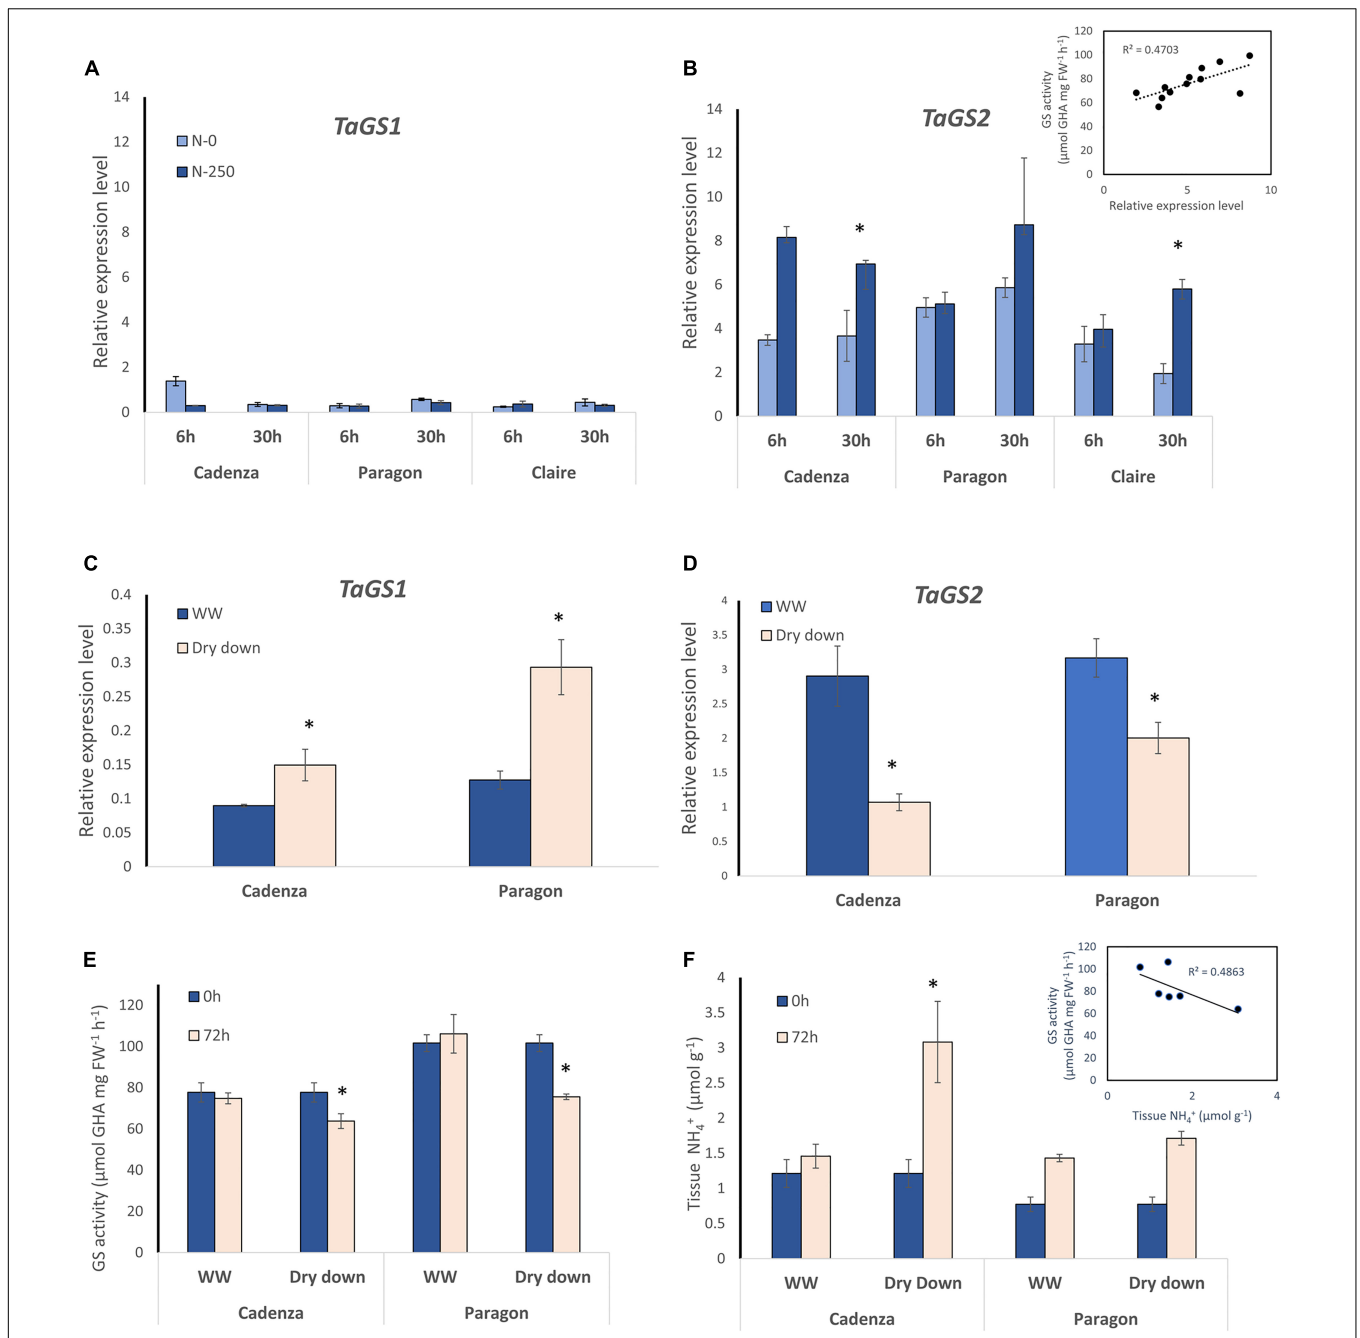 A
TaGS1
Relative expression level
14
12
10
8
6
4
2
0
N-0
N-250
6h 30h 6h 30h 6h 30h
Cadenza Paragon Claire
B
TaGS2
Relative expression level
14
12
10
8
6
4
2
0
*
*
6h 30h 6h 30h 6h 30h
Cadenza Paragon Claire
GS activity
(µmol GHA mg FW⁻¹ h⁻¹)
120
100
80
60
40
20
0
R² = 0.4703
0 5 10
Relative expression level
C
TaGS1
Relative expression level
0.4
0.35
0.3
0.25
0.2
0.15
0.1
0.05
0
WW
Dry down
*
*
Cadenza Paragon
D
TaGS2
Relative expression level
4
3.5
3
2.5
2
1.5
1
0.5
0
WW
Dry down
*
*
Cadenza Paragon
E
GS activity (µmol GHA mg FW⁻¹ h⁻¹)
120
100
80
60
40
20
0
0h
72h
*
*
WW Dry down WW Dry down
Cadenza Paragon
F
Tissue NH₄⁺ (µmol g⁻¹)
4
3.5
3
2.5
2
1.5
1
0.5
0
0h
72h
*
WW Dry Down WW Dry down
Cadenza Paragon
GS activity
(µmol GHA mg FW⁻¹ h⁻¹)
120
100
80
60
40
20
0
R² = 0.4863
0 2 4
Tissue NH₄⁺ (µmol g⁻¹)